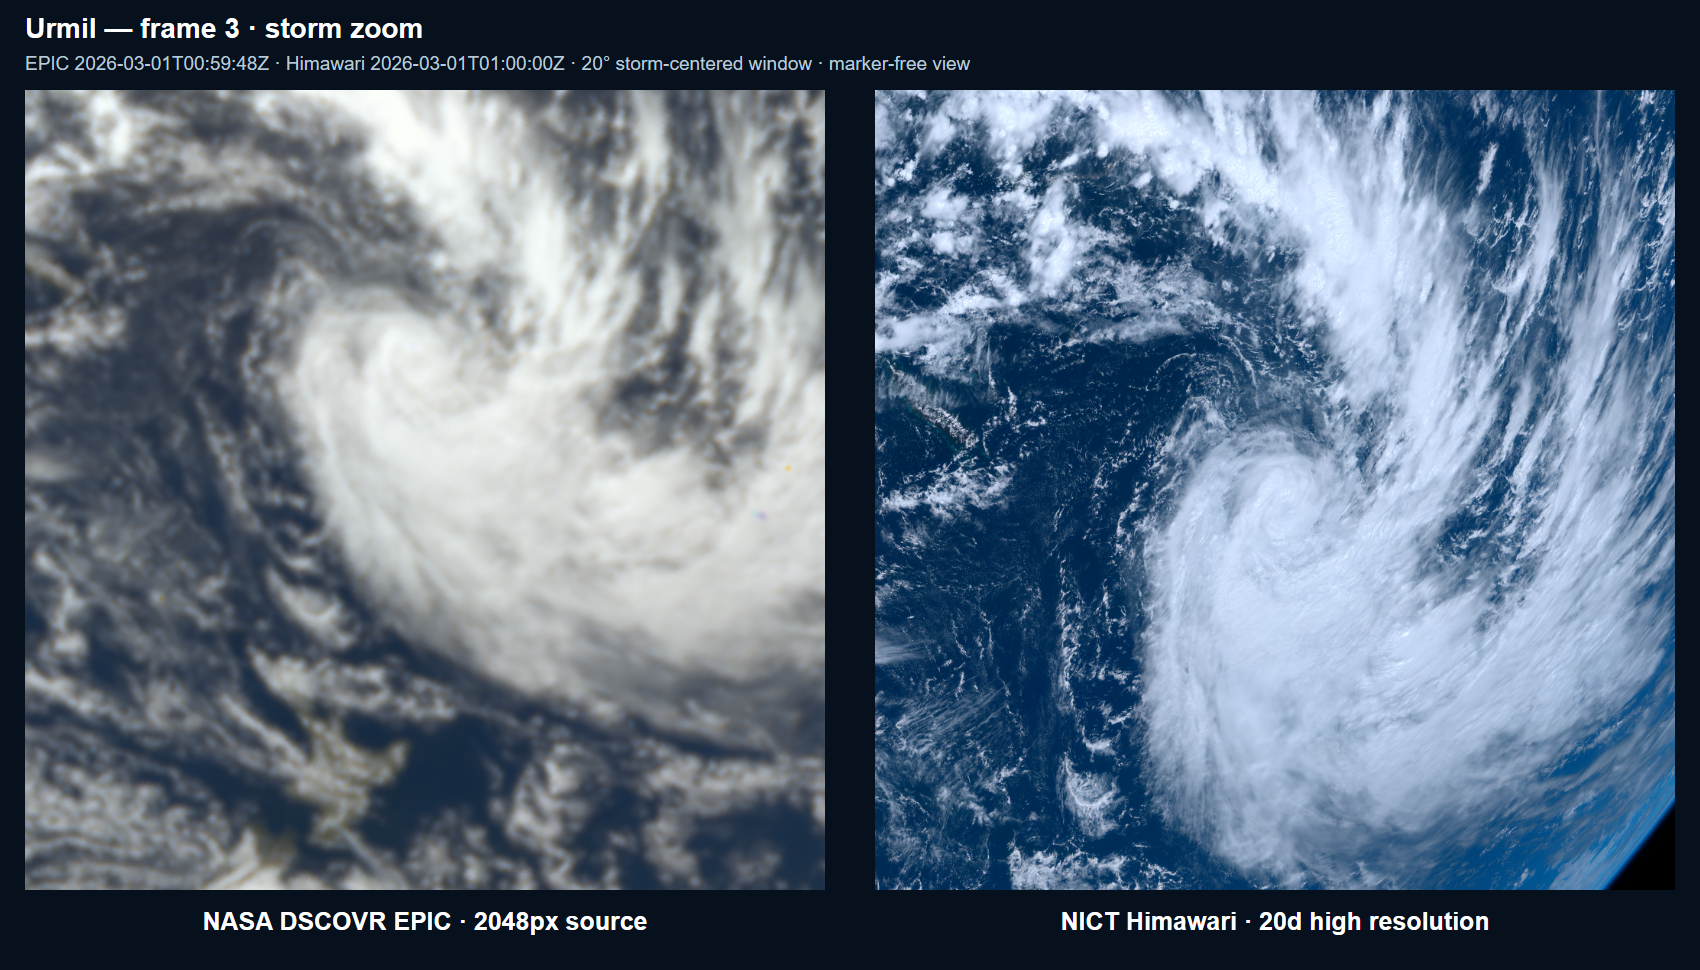 Urmil — frame 3 · storm zoom
EPIC 2026-03-01T00:59:48Z · Himawari 2026-03-01T01:00:00Z · 20° storm-centered window · marker-free view
NASA DSCOVR EPIC · 2048px source
NICT Himawari · 20d high resolution